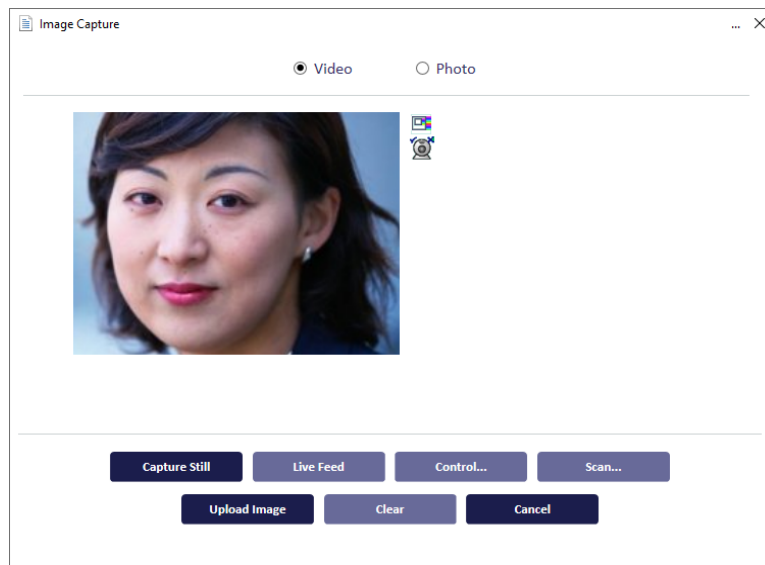 Image Capture ...
Video Photo
Capture Still Live Feed Control... Scan...
Upload Image Clear Cancel